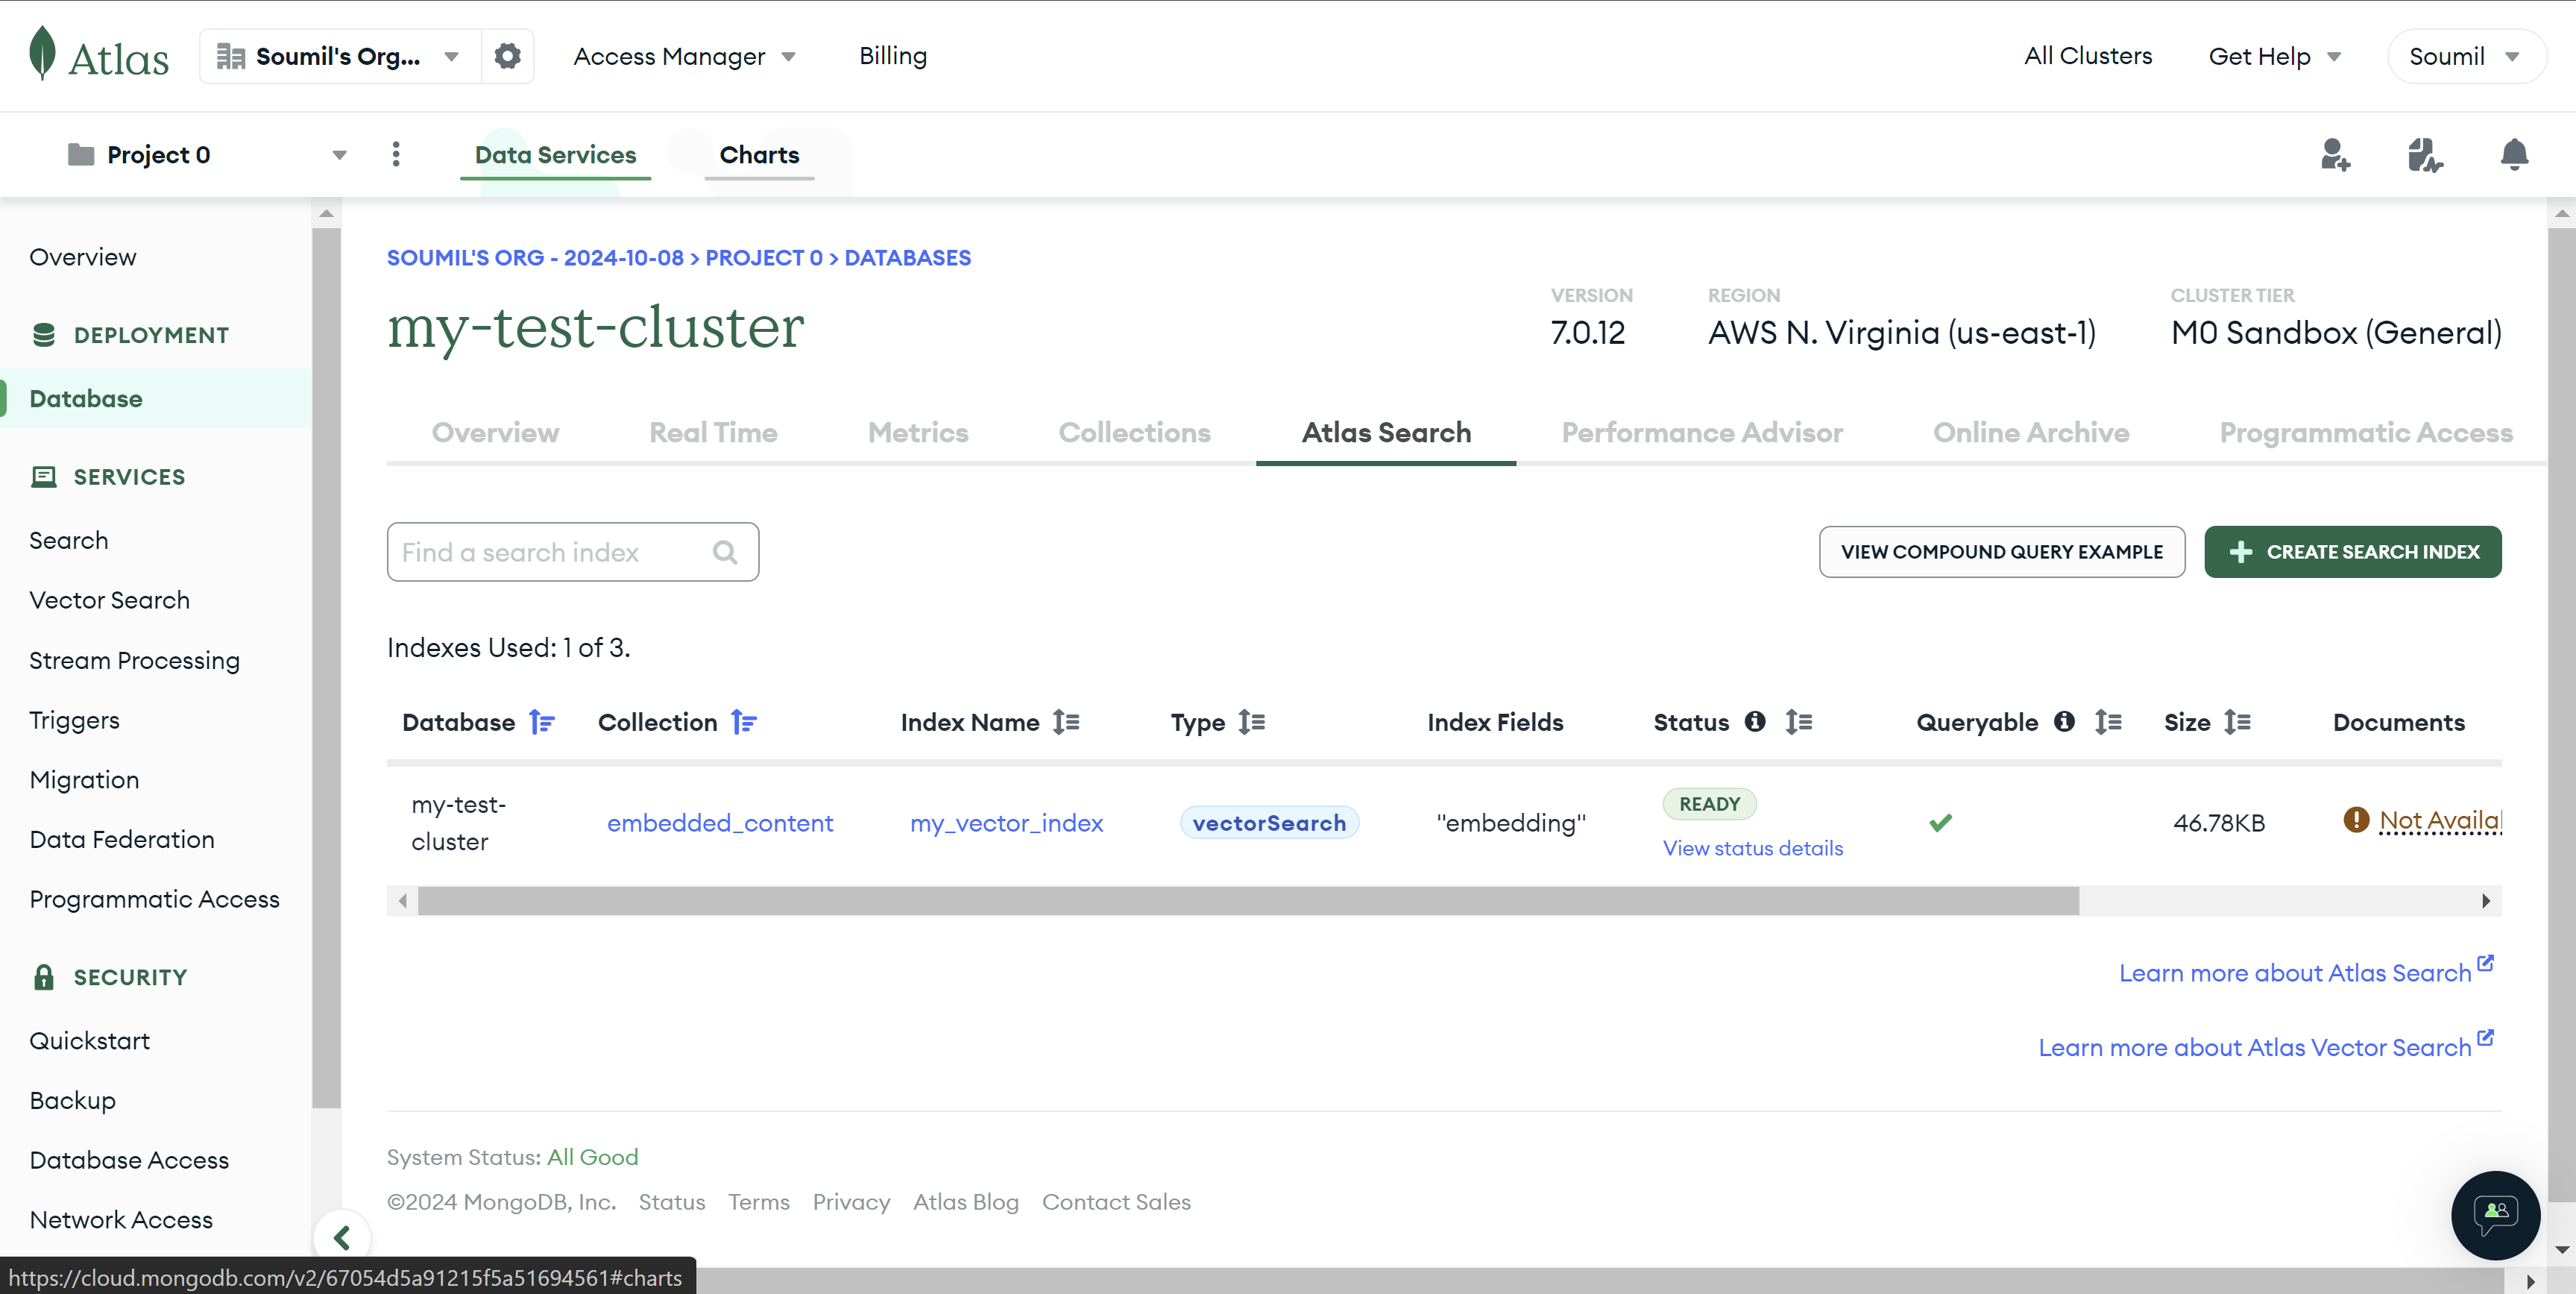 Atlas
Soumil's Org...
Access Manager
Billing
All Clusters
Get Help
Soumil
Project 0
Data Services
Charts
Overview
DEPLOYMENT
Database
SERVICES
Search
Vector Search
Stream Processing
Triggers
Migration
Data Federation
Programmatic Access
SECURITY
Quickstart
Backup
Database Access
Network Access
SOUMIL'S ORG - 2024-10-08 > PROJECT 0 > DATABASES
my-test-cluster
VERSION
7.0.12
REGION
AWS N. Virginia (us-east-1)
CLUSTER TIER
M0 Sandbox (General)
Overview
Real Time
Metrics
Collections
Atlas Search
Performance Advisor
Online Archive
Programmatic Access
Find a search index
VIEW COMPOUND QUERY EXAMPLE
CREATE SEARCH INDEX
Indexes Used: 1 of 3.
Database
Collection
Index Name
Type
Index Fields
Status
Queryable
Size
Documents
my-test-
cluster
embedded_content
my_vector_index
vectorSearch
"embedding"
READY
View status details
46.78KB
Not Availal
Learn more about Atlas Search
Learn more about Atlas Vector Search
System Status: All Good
©2024 MongoDB, Inc.
Status
Terms
Privacy
Atlas Blog
Contact Sales
https://cloud.mongodb.com/v2/67054d5a91215f5a51694561#charts